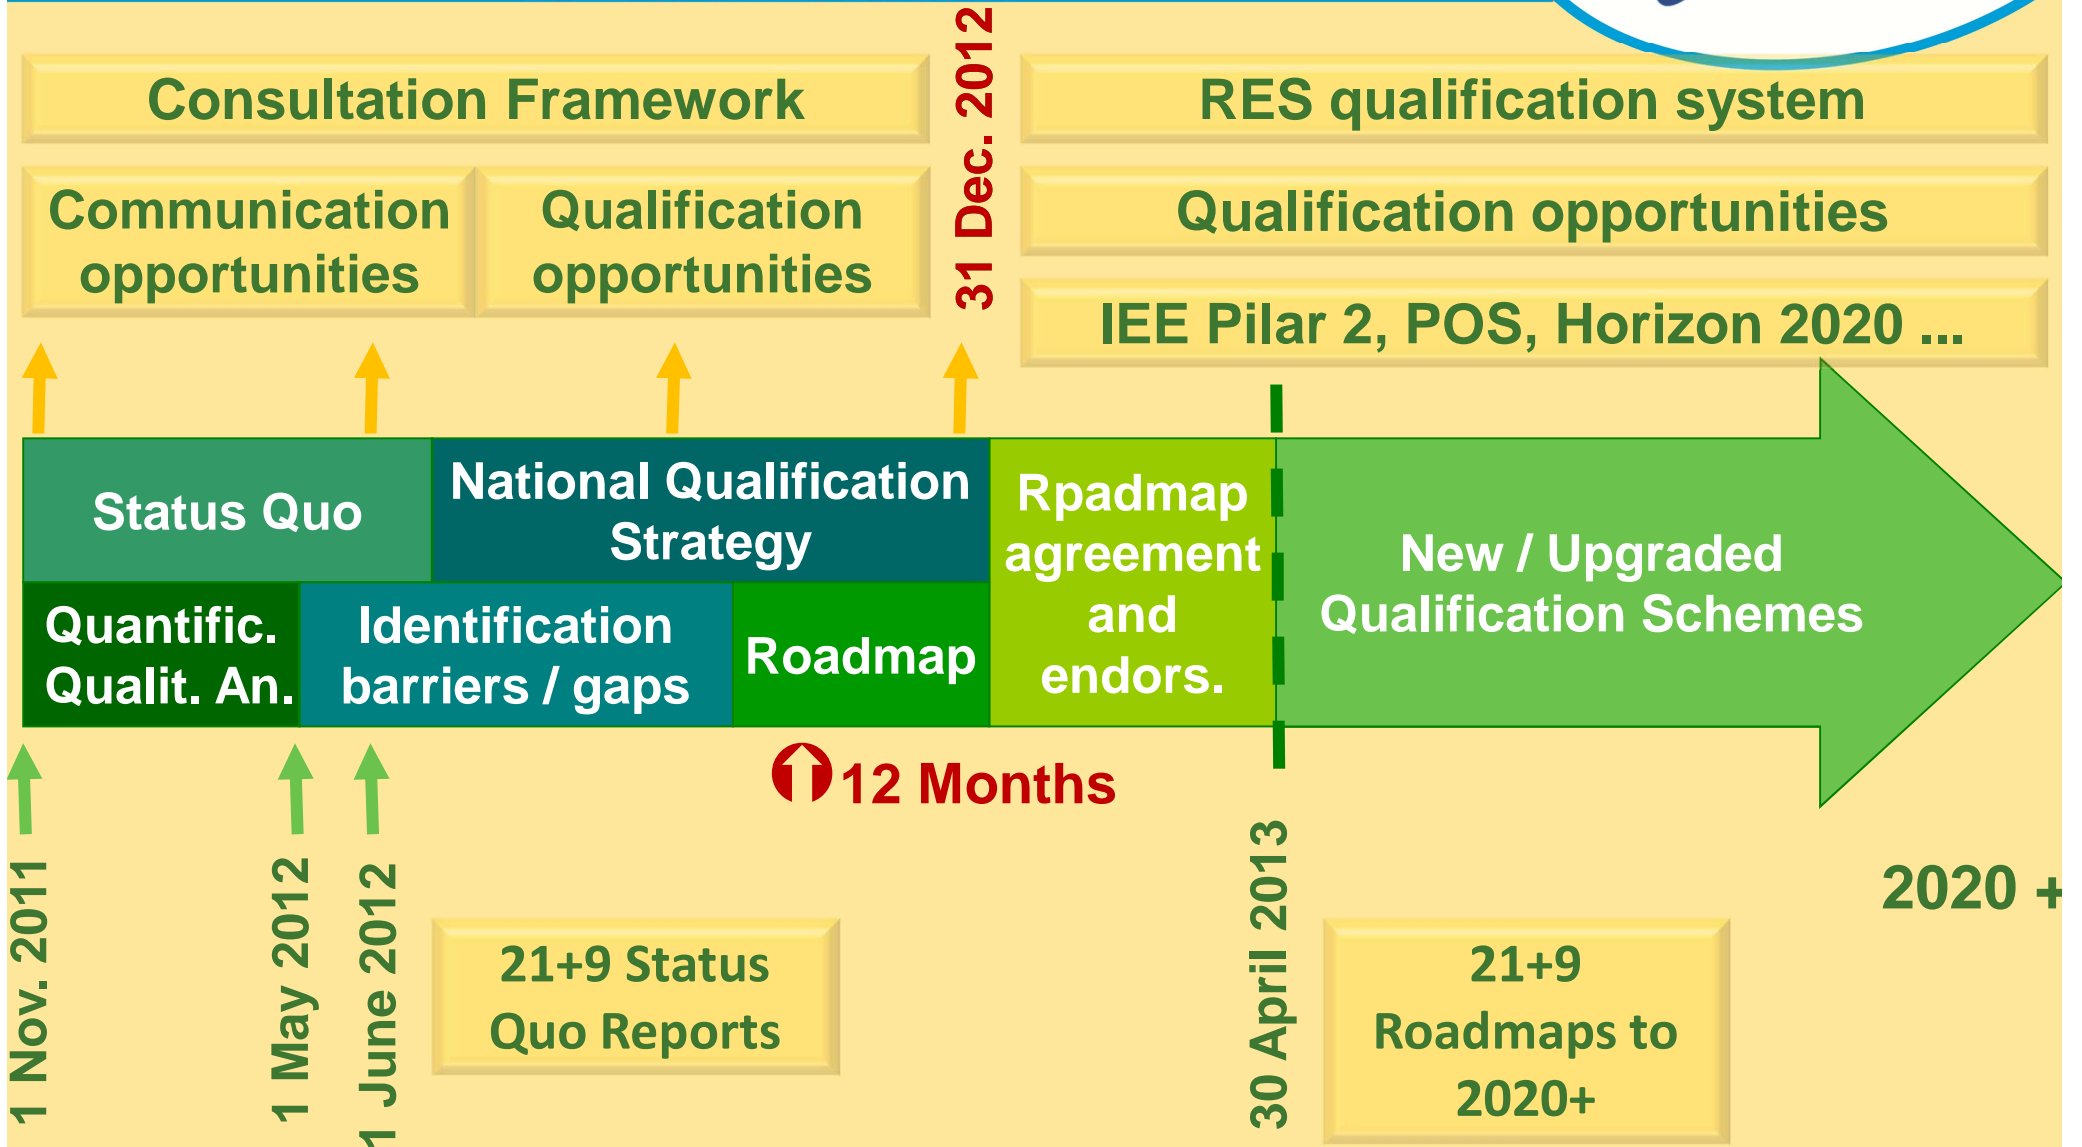 Consultation Framework
31 Dec. 2012
RES qualification system
Communication
opportunities
Qualification
opportunities
Qualification opportunities
IEE Pilar 2, POS, Horizon 2020 ...
Status Quo
National Qualification
Strategy
Rpadmap
agreement
and
endors.
New / Upgraded
Qualification Schemes
Quantific.
Qualit. An.
Identification
barriers / gaps
Roadmap
12 Months
1 Nov. 2011
1 May 2012
1 June 2012
30 April 2013
2020 +
21+9 Status
Quo Reports
21+9
Roadmaps to
2020+